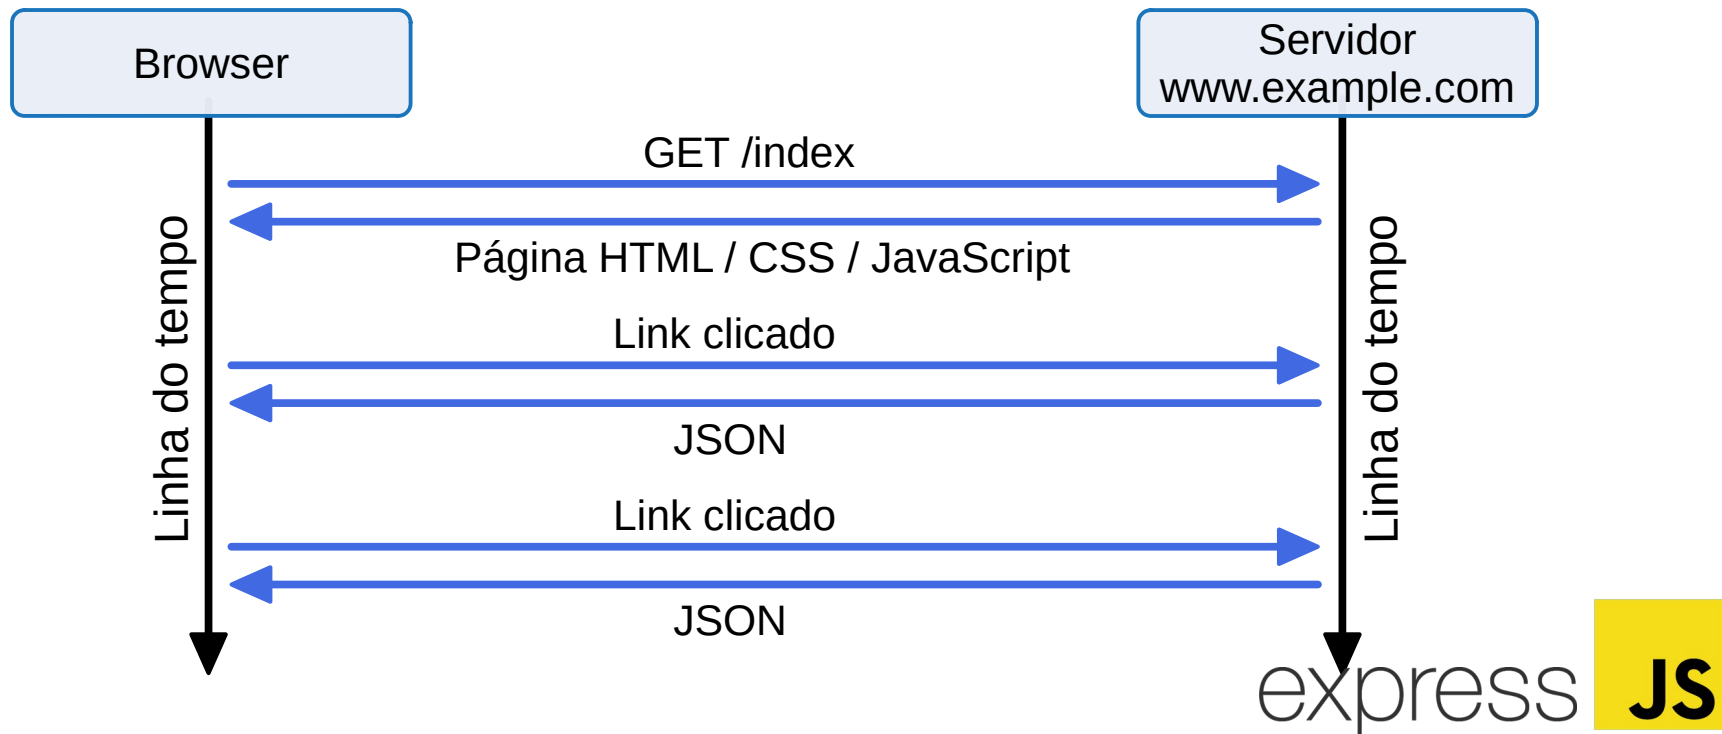 Browser
Servidor
www.example.com
GET /index
Página HTML / CSS / JavaScript
Linha do tempo
Linha do tempo
Link clicado
JSON
Link clicado
JSON
express
JS